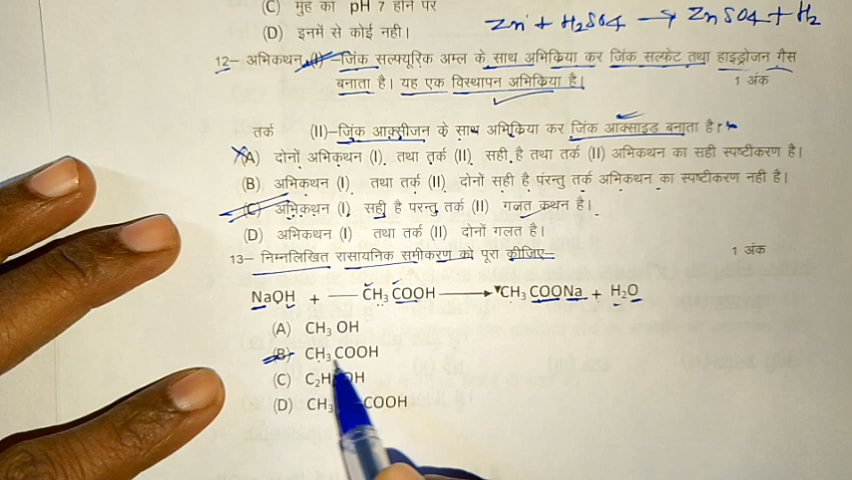 (C) मुंह का pH 7 होने पर
(D) इनमें से कोई नही।
Zn + H₂SO₄ → ZnSO₄ + H₂
12– अभिकथन (I) –जिंक सल्फ्यूरिक अम्ल के साथ अभिक्रिया कर जिंक सल्फेट तथा हाइड्रोजन गैस
बनाता है। यह एक विस्थापन अभिक्रिया है। 1 अंक
तर्क (II)–जिंक आक्सीजन के साथ अभिक्रिया कर जिंक आक्साइड बनाता है।
(A) दोनों अभिकथन (I) तथा तर्क (II) सही है तथा तर्क (II) अभिकथन का सही स्पष्टीकरण है।
(B) अभिकथन (I) तथा तर्क (II) दोनों सही है परंन्तु तर्क अभिकथन का स्पष्टीकरण नही है।
(C) अभिकथन (I) सही है परन्तु तर्क (II) गलत कथन है।
(D) अभिकथन (I) तथा तर्क (II) दोनों गलत है।
13– निम्नलिखित रासायनिक समीकरण को पूरा कीजिए– 1 अंक
NaOH + —— CH₃COOH ——→ CH₃COONa + H₂O
(A) CH₃ OH
(B) CH₃COOH
(C) C₂H OH
(D) CH₃ –COOH